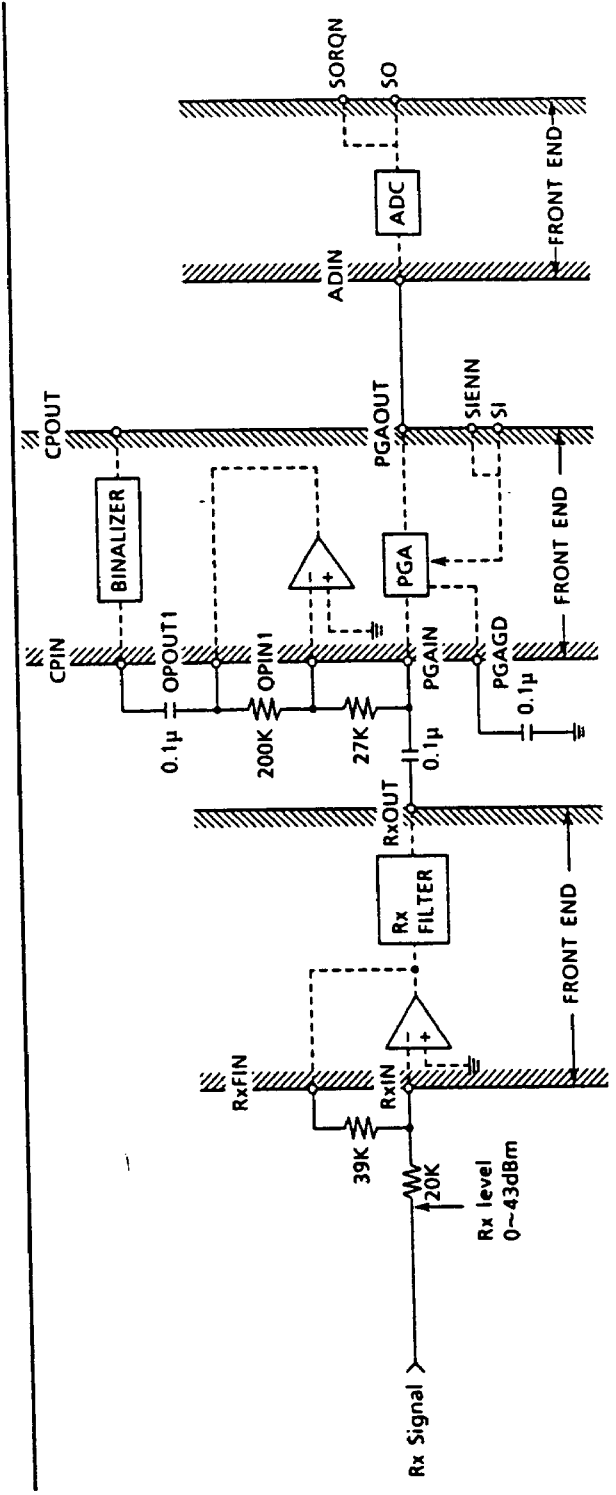 Rx Signal
Rx level
0~43dBm
20K
39K
RxFIN
RxIN
Rx
FILTER
FRONT END
RxOUT
0.1μ
27K
200K
0.1μ
CPIN
OPOUT1
OPIN1
PGAIN
PGAGD
0.1μ
BINALIZER
PGA
FRONT END
CPOUT
PGAOUT
SIENN
Si
ADIN
ADC
FRONT END
SORQN
SO